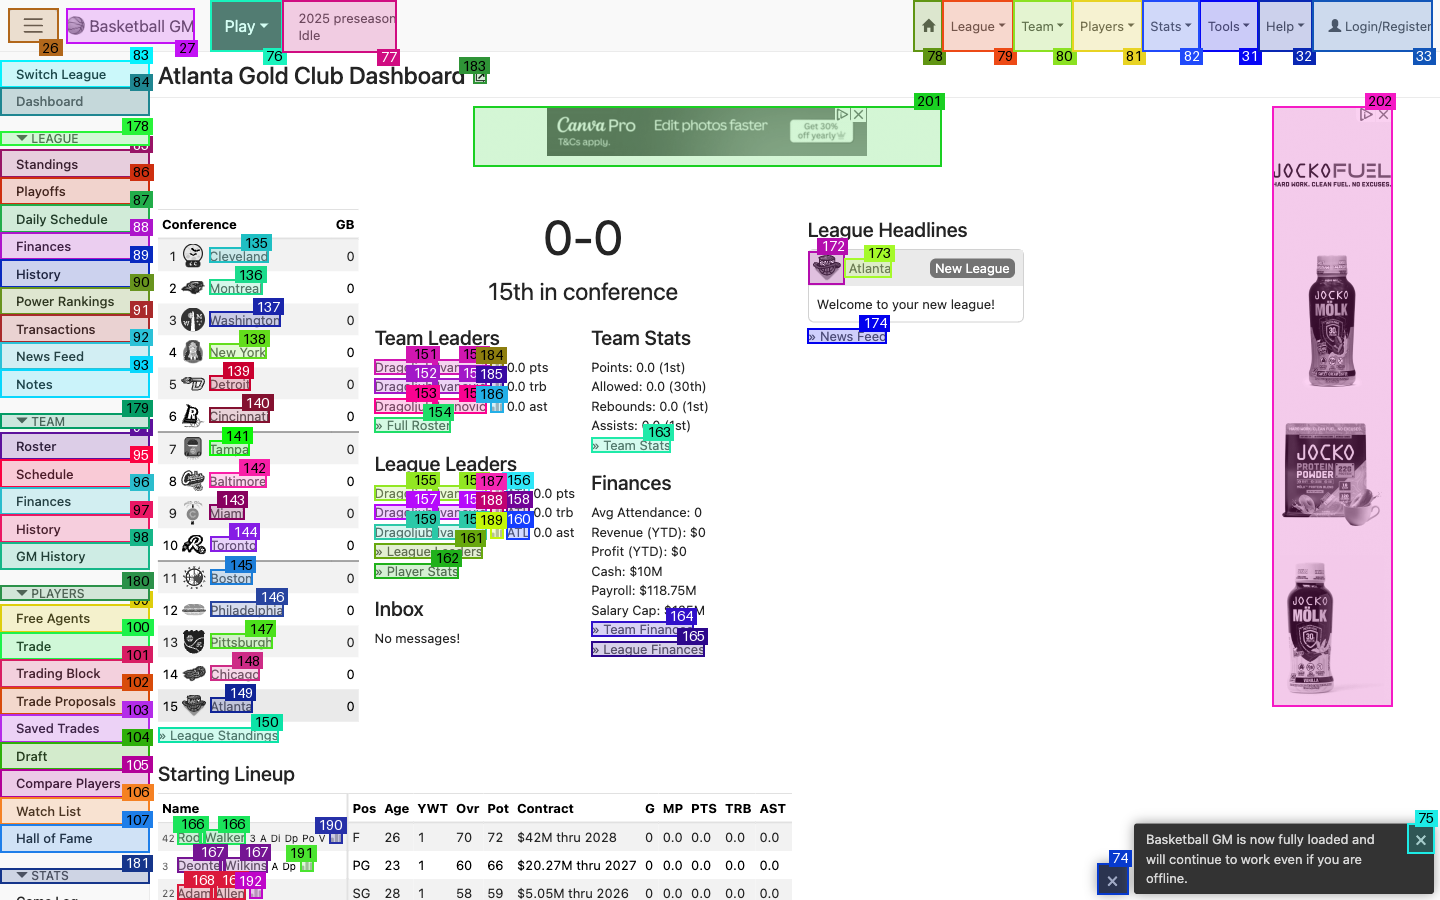 Basketball GM
26
27
Play
76
2025 preseason
Idle
77
78
League
79
Team
80
Players
81
Stats
82
Tools
31
Help
32
Login/Register
33
83
Switch League
84
Dashboard
178
LEAGUE
Standings
86
Playoffs
87
Daily Schedule
88
Finances
89
History
90
Power Rankings
91
Transactions
92
News Feed
93
Notes
179
TEAM
Roster
95
Schedule
96
Finances
97
History
98
GM History
180
PLAYERS
Free Agents
100
Trade
101
Trading Block
102
Trade Proposals
103
Saved Trades
104
Draft
105
Compare Players
106
Watch List
107
Hall of Fame
181
STATS
Atlanta Gold Club Dashboard
183
201
Canva Pro
T&Cs apply.
Edit photos faster
Get 30%
off yearly
202
JOCKO FUEL
HARD WORK. CLEAN FUEL. NO EXCUSES.
JOCKO
MÖLK
JOCKO
PROTEIN
POWDER
220
JOCKO
MÖLK
VANILLA
Conference GB
135
1 Cleveland 0
136
2 Montreal 0
137
3 Washington 0
138
4 New York 0
139
5 Detroit 0
140
6 Cincinnati 0
141
7 Tampa 0
142
8 Baltimore 0
143
9 Miami 0
144
10 Toronto 0
145
11 Boston 0
146
12 Philadelphia 0
147
13 Pittsburgh 0
148
14 Chicago 0
149
15 Atlanta 0
150
» League Standings
0-0
15th in conference
Team Leaders
151 184
0.0 pts
152 185
0.0 trb
153 186
0.0 ast
154
» Full Roster
League Leaders
155 187 156
0.0 pts
157 188 158
0.0 trb
159 189 160
Dragoljub ATL 0.0 ast
161
162
» Player Stats
Inbox
No messages!
Team Stats
Points: 0.0 (1st)
Allowed: 0.0 (30th)
Rebounds: 0.0 (1st)
Assists:
163
» Team Stats
Finances
Avg Attendance: 0
Revenue (YTD): $0
Profit (YTD): $0
Cash: $10M
Payroll: $118.75M
Salary Cap:
164
» Team Finances
165
» League Finances
League Headlines
172 173
Atlanta New League
Welcome to your new league!
174
» News Feed
Starting Lineup
Name Pos Age YWT Ovr Pot Contract G MP PTS TRB AST
166 166 190
42 Rod Walker 3 A Di Dp Po V F 26 1 70 72 $42M thru 2028 0 0.0 0.0 0.0 0.0
167 167 191
3 Deonte Wilkins A Dp PG 23 1 60 66 $20.27M thru 2027 0 0.0 0.0 0.0 0.0
168 192
22 Adam Allen SG 28 1 58 59 $5.05M thru 2026 0 0.0 0.0 0.0 0.0
74
75
Basketball GM is now fully loaded and
will continue to work even if you are
offline.